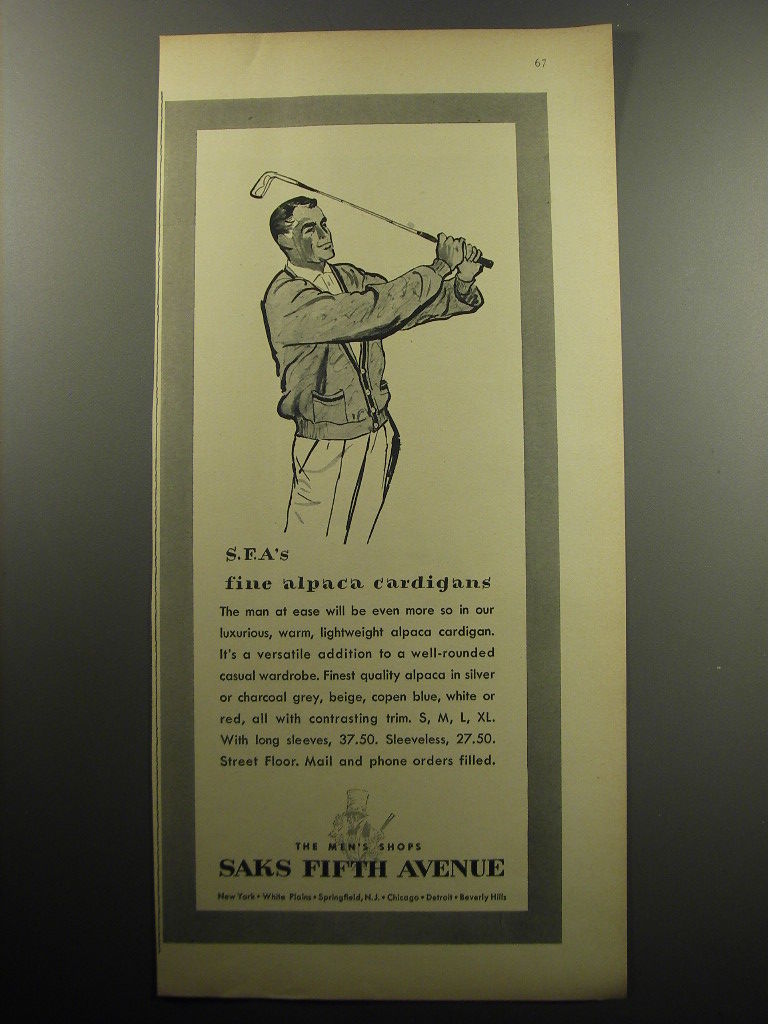 67
S.F.A's
fine alpaca cardigans
The man at ease will be even more so in our
luxurious, warm, lightweight alpaca cardigan.
It's a versatile addition to a well-rounded
casual wardrobe. Finest quality alpaca in silver
or charcoal grey, beige, copen blue, white or
red, all with contrasting trim. S, M, L, XL.
With long sleeves, 37.50. Sleeveless, 27.50.
Street Floor. Mail and phone orders filled.
THE MEN'S SHOPS
SAKS FIFTH AVENUE
New York • White Plains • Springfield, N.J. • Chicago • Detroit • Beverly Hills